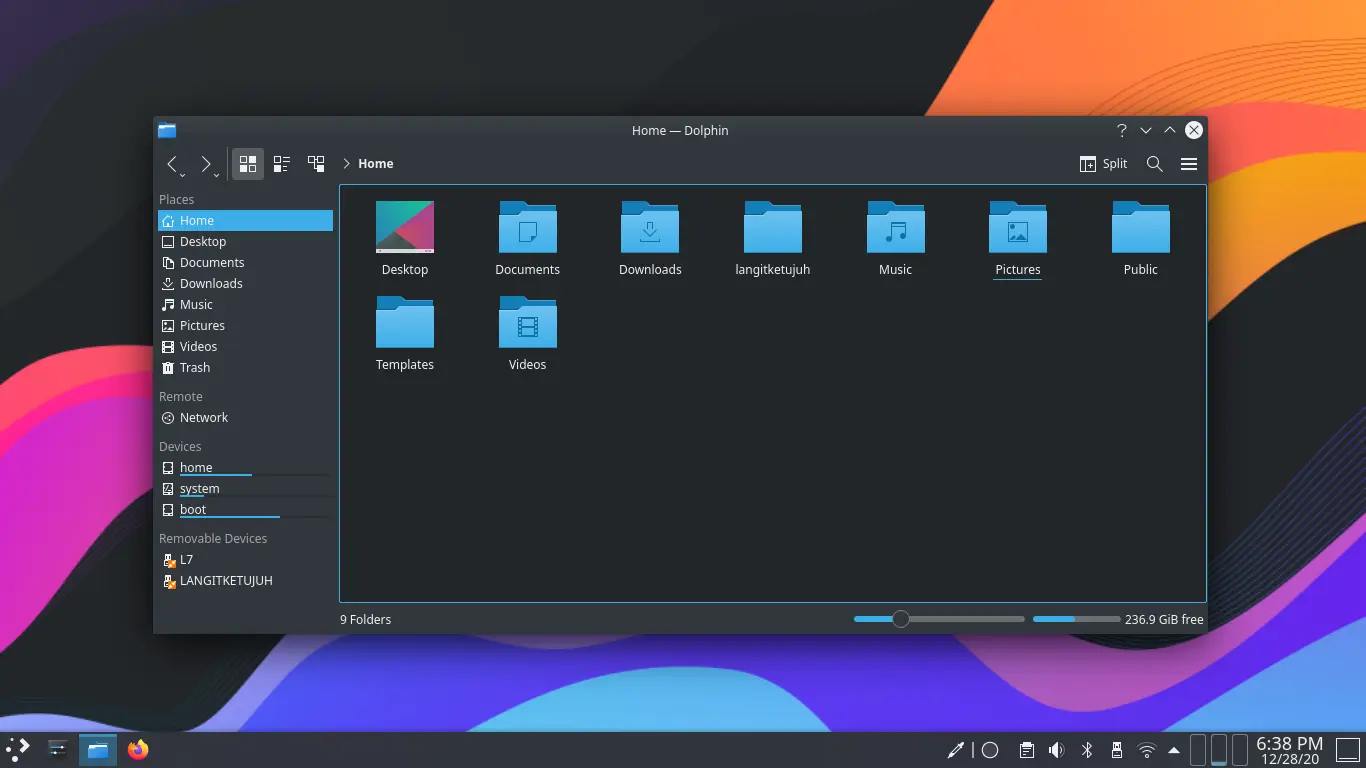 Home — Dolphin
Home
Split
Places
Home
Desktop
Documents
Downloads
Music
Pictures
Videos
Trash
Remote
Network
Devices
home
system
boot
Removable Devices
L7
LANGITKETUJUH
Desktop
Documents
Downloads
langitketujuh
Music
Pictures
Public
Templates
Videos
9 Folders
236.9 GiB free
6:38 PM
12/28/20